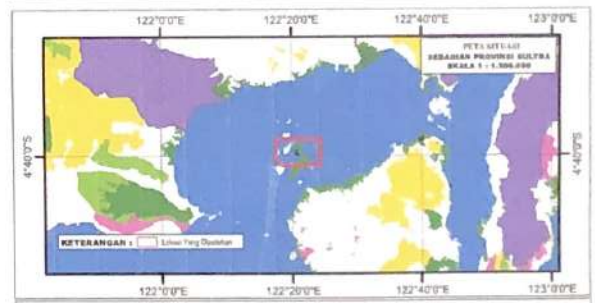 122°0'0"E 122°20'0"E 122°40'0"E 123°0'0"E
PETA SITUASI
SEBAGIAN PROVINSI SULTRA
SKALA 1 : 1.500.000
4°40'0"S 4°40'0"S
KETERANGAN : Lokasi Yang Dipetakan
122°0'0"E 122°20'0"E 122°40'0"E 123°0'0"E